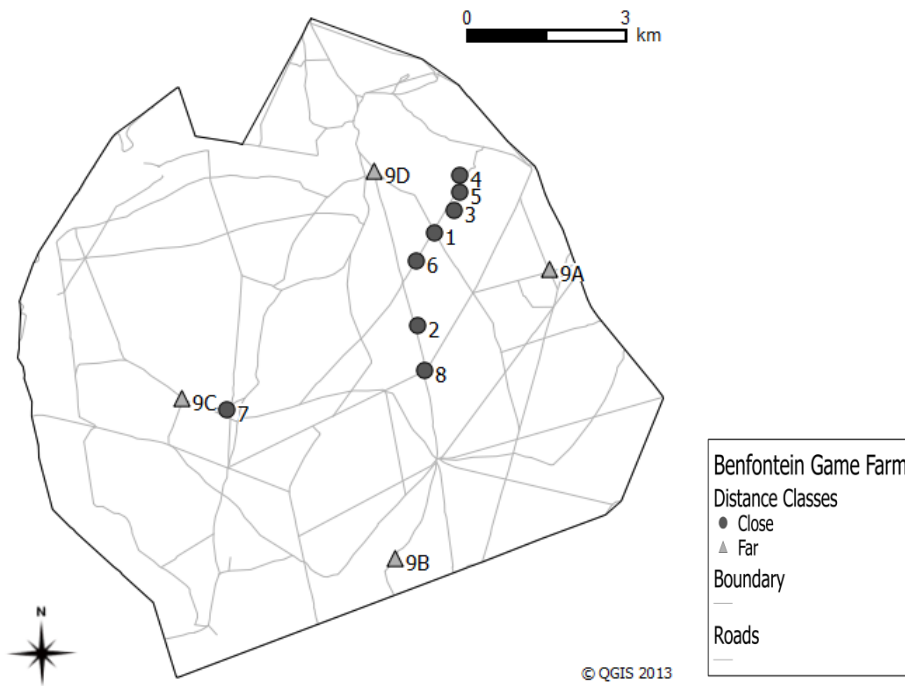 0 3
km
9D
4
5
3
1
6
9A
2
8
9C
7
9B
Benfontein Game Farm
Distance Classes
Close
Far
Boundary
Roads
N
© QGIS 2013